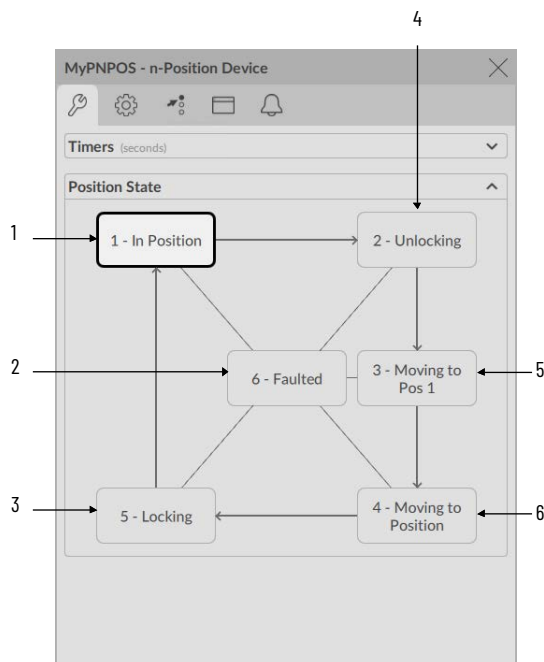 4
MyPNPOS - n-Position Device
Timers (seconds)
Position State
1
1 - In Position
2 - Unlocking
2
6 - Faulted
3 - Moving to
Pos 1
5
3
5 - Locking
4 - Moving to
Position
6